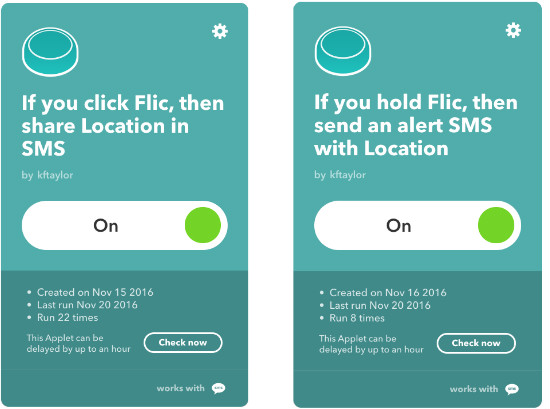 If you click Flic, then
share Location in
SMS
by kftaylor
On
• Created on Nov 15 2016
• Last run Nov 20 2016
• Run 22 times
This Applet can be
delayed by up to an hour
Check now
works with
If you hold Flic, then
send an alert SMS
with Location
by kftaylor
On
• Created on Nov 16 2016
• Last run Nov 20 2016
• Run 8 times
This Applet can be
delayed by up to an hour
Check now
works with